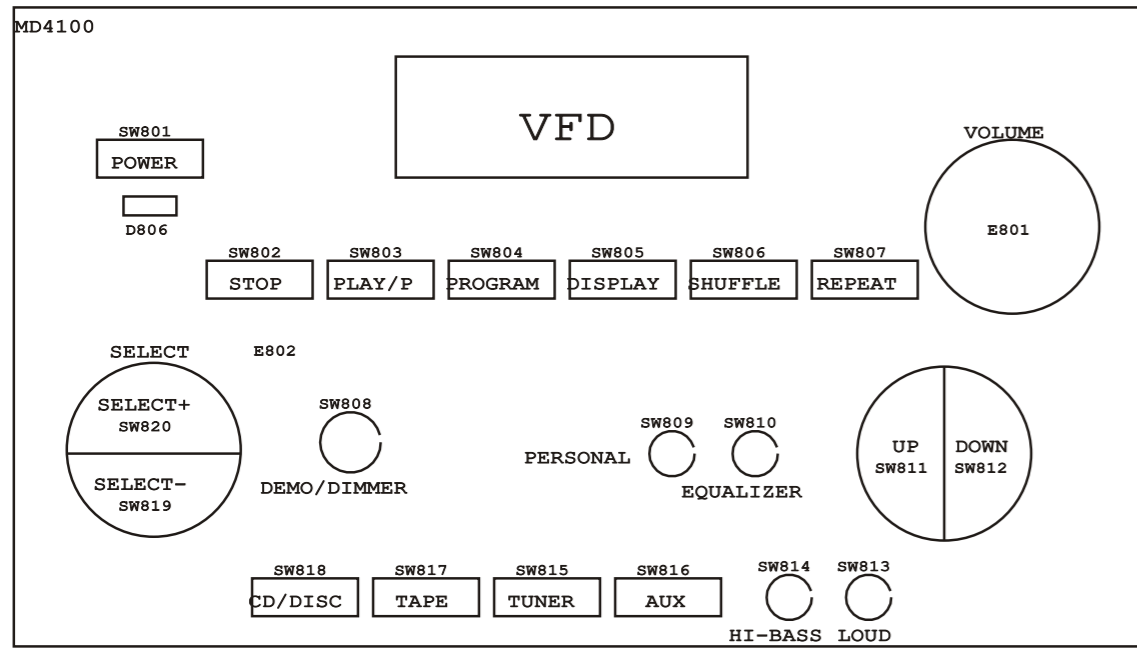 MD4100
VFD
SW801
POWER
VOLUME
D806
E801
SW802 SW803 SW804 SW805 SW806 SW807
STOP PLAY/P PROGRAM DISPLAY SHUFFLE REPEAT
SELECT E802
SELECT+
SW820
SW808
SW809 SW810
UP DOWN
SW811 SW812
PERSONAL
SELECT-
SW819
DEMO/DIMMER
EQUALIZER
SW818 SW817 SW815 SW816 SW814 SW813
CD/DISC TAPE TUNER AUX
HI-BASS LOUD